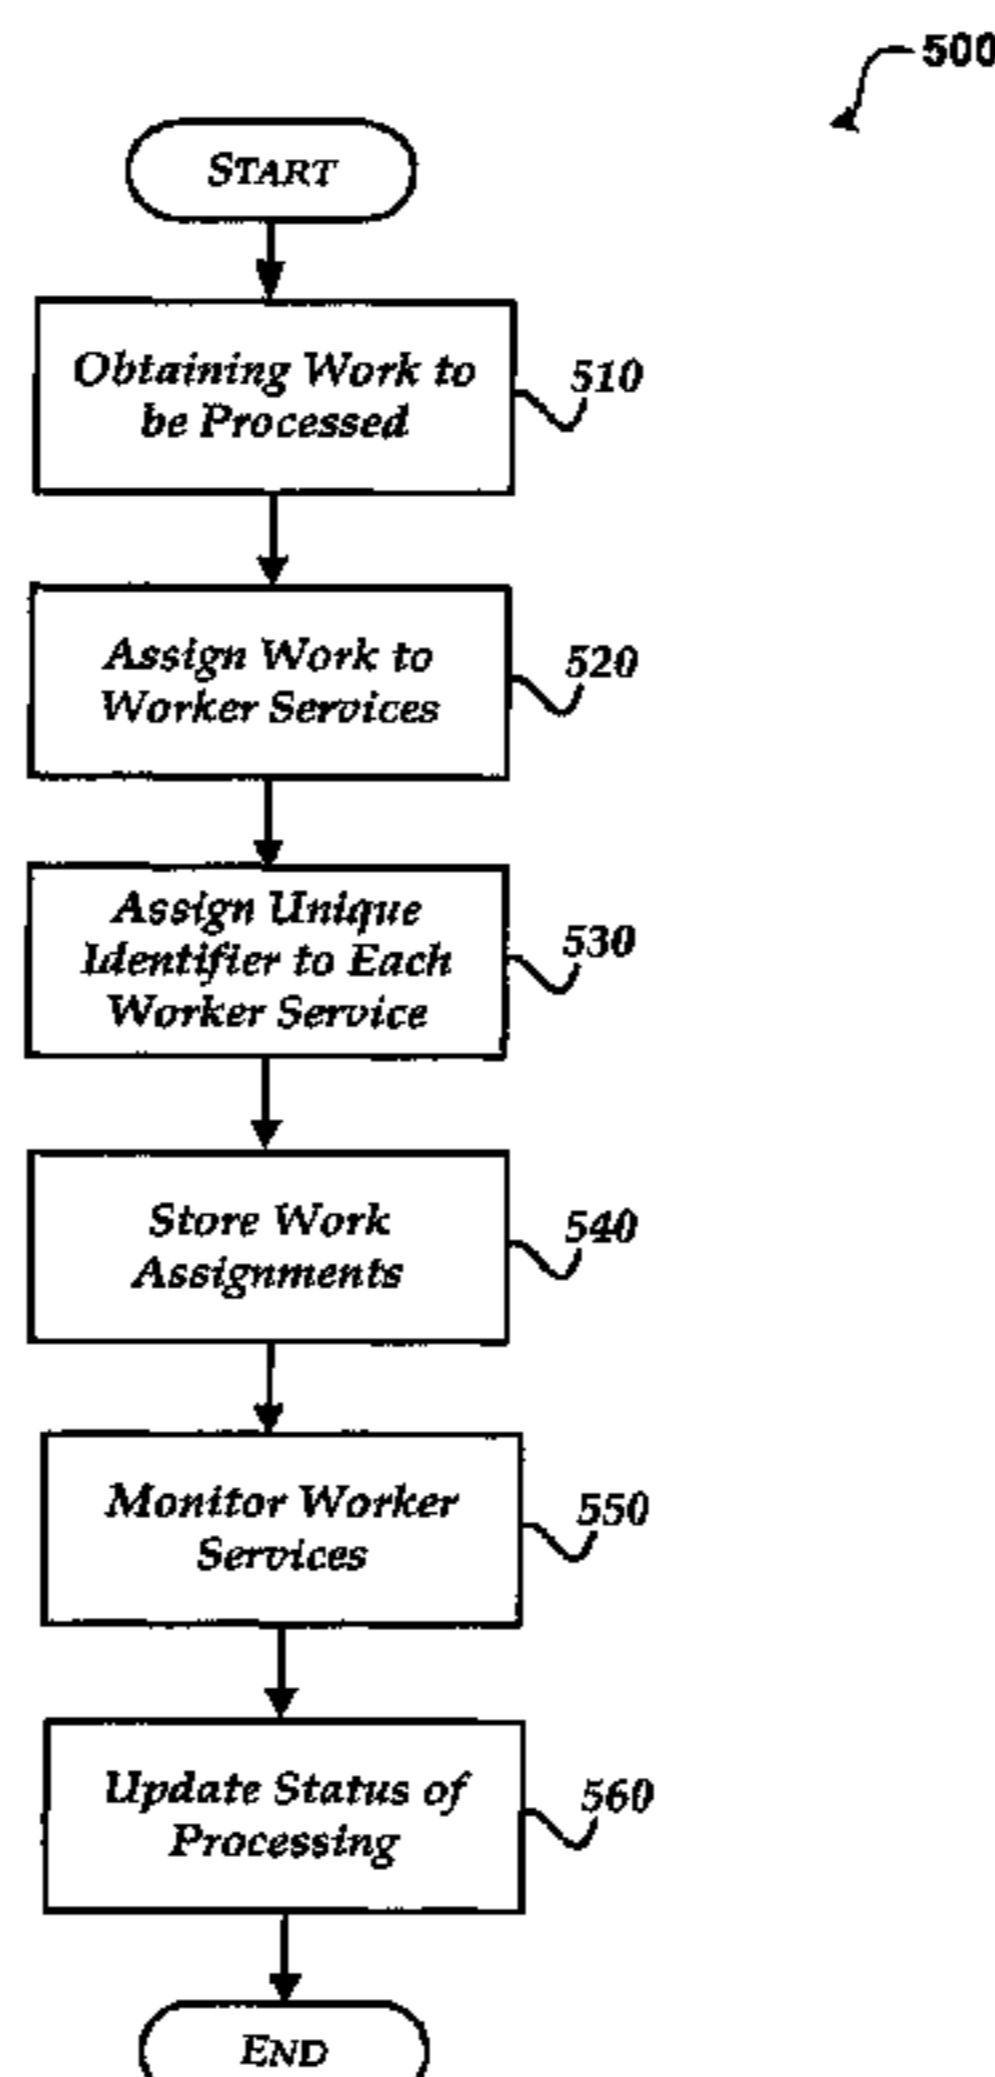 500
START
Obtaining Work to
be Processed
510
Assign Work to
Worker Services
520
Assign Unique
Identifier to Each
Worker Service
530
Store Work
Assignments
540
Monitor Worker
Services
550
Update Status of
Processing
560
END